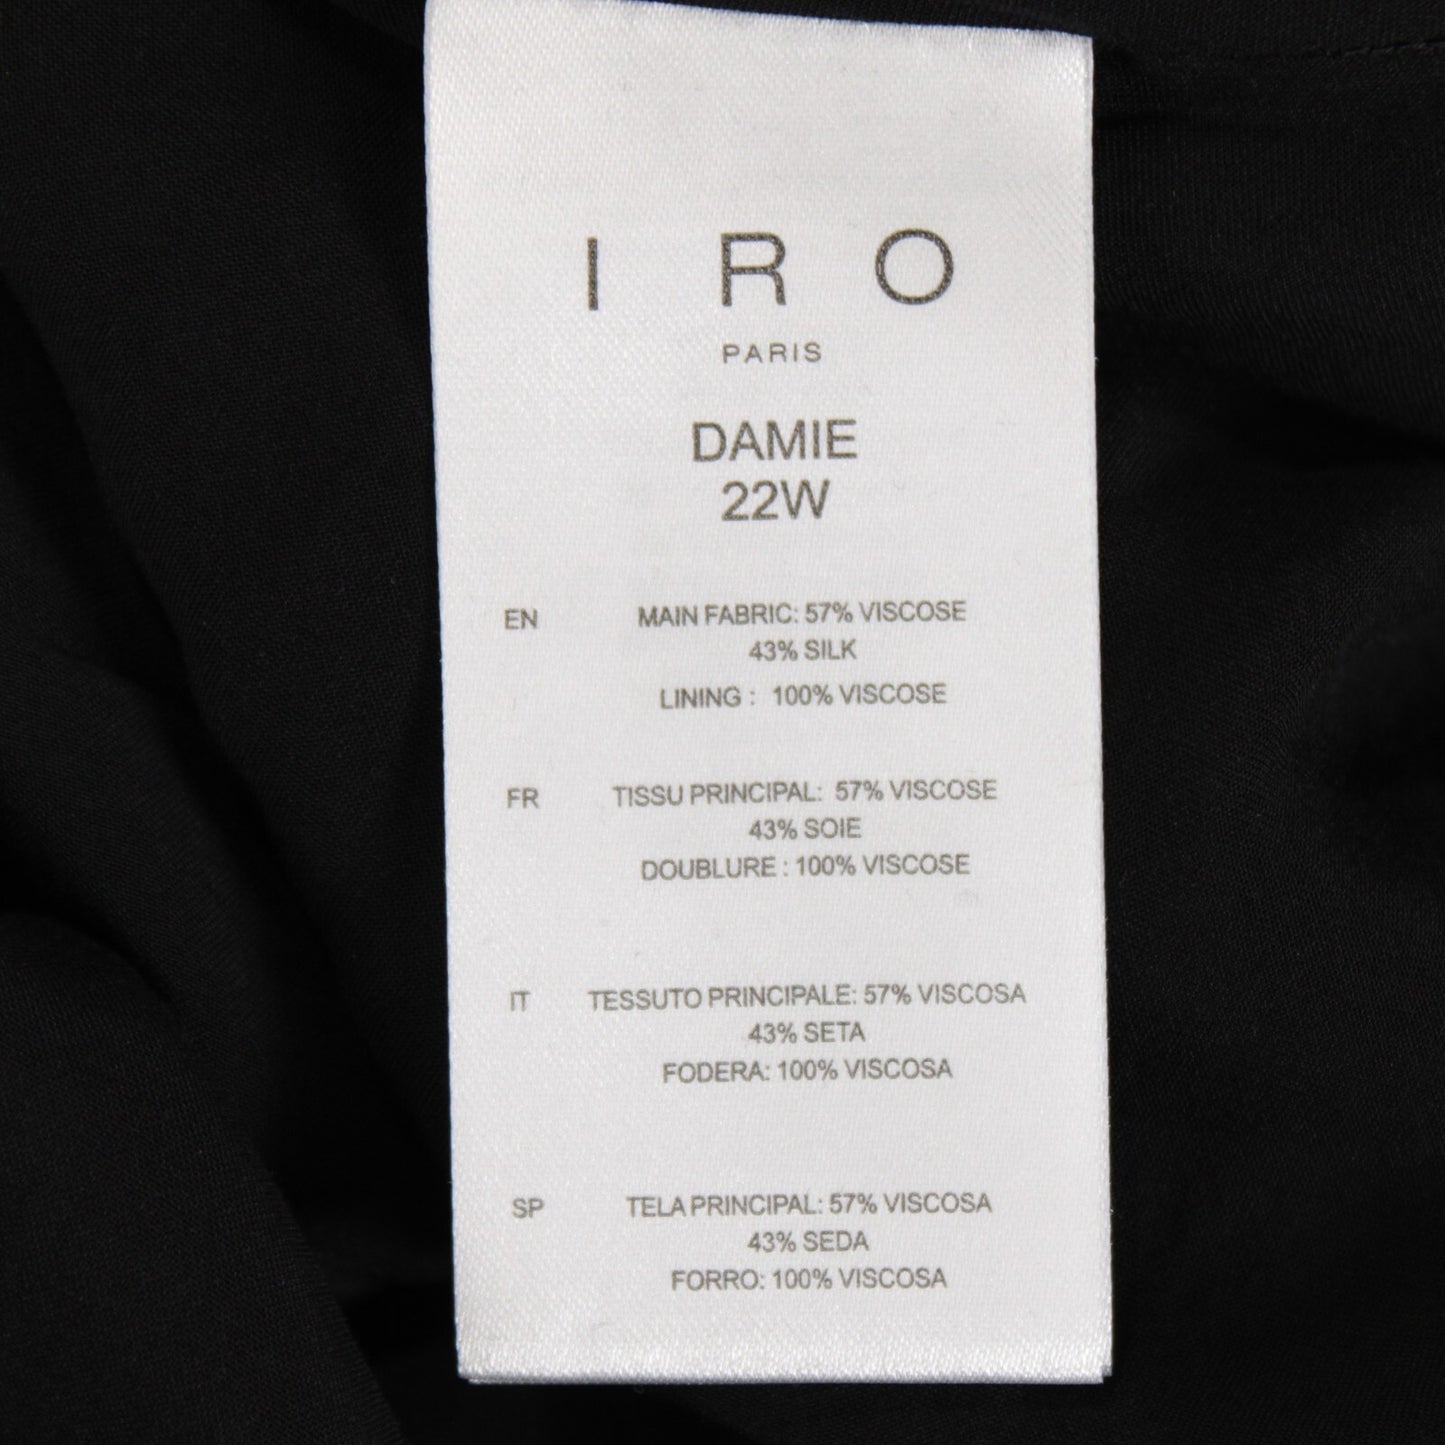 I R O
PARIS
DAMIE
22W
EN MAIN FABRIC: 57% VISCOSE
43% SILK
LINING : 100% VISCOSE
FR TISSU PRINCIPAL: 57% VISCOSE
43% SOIE
DOUBLURE : 100% VISCOSE
IT TESSUTO PRINCIPALE: 57% VISCOSA
43% SETA
FODERA: 100% VISCOSA
SP TELA PRINCIPAL: 57% VISCOSA
43% SEDA
FORRO: 100% VISCOSA